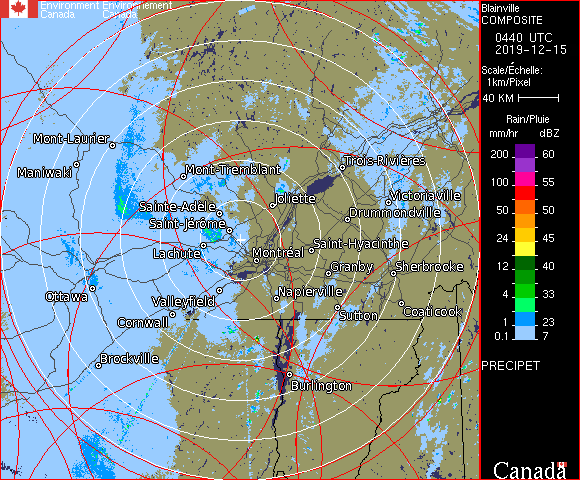 Environment Environnement
Canada Canada
Blainville
COMPOSITE
0440 UTC
2019-12-15
Scale/Échelle:
1km/Pixel
40 KM
Rain/Pluie
mm/hr dBZ
200 60
100 55
50 50
24 45
12 40
4 33
1 23
0.1 7
PRECIPET
Canada
Mont-Laurier
Maniwaki
Mont-Tremblant
Trois-Rivières
Victoriaville
Joliette
Sainte-Adèle
Drummondville
Saint-Jérôme
Saint-Hyacinthe
Lachute
Montréal
Granby
Sherbrooke
Ottawa
Valleyfield
Napierville
Coaticook
Cornwall
Sutton
Brockville
Burlington